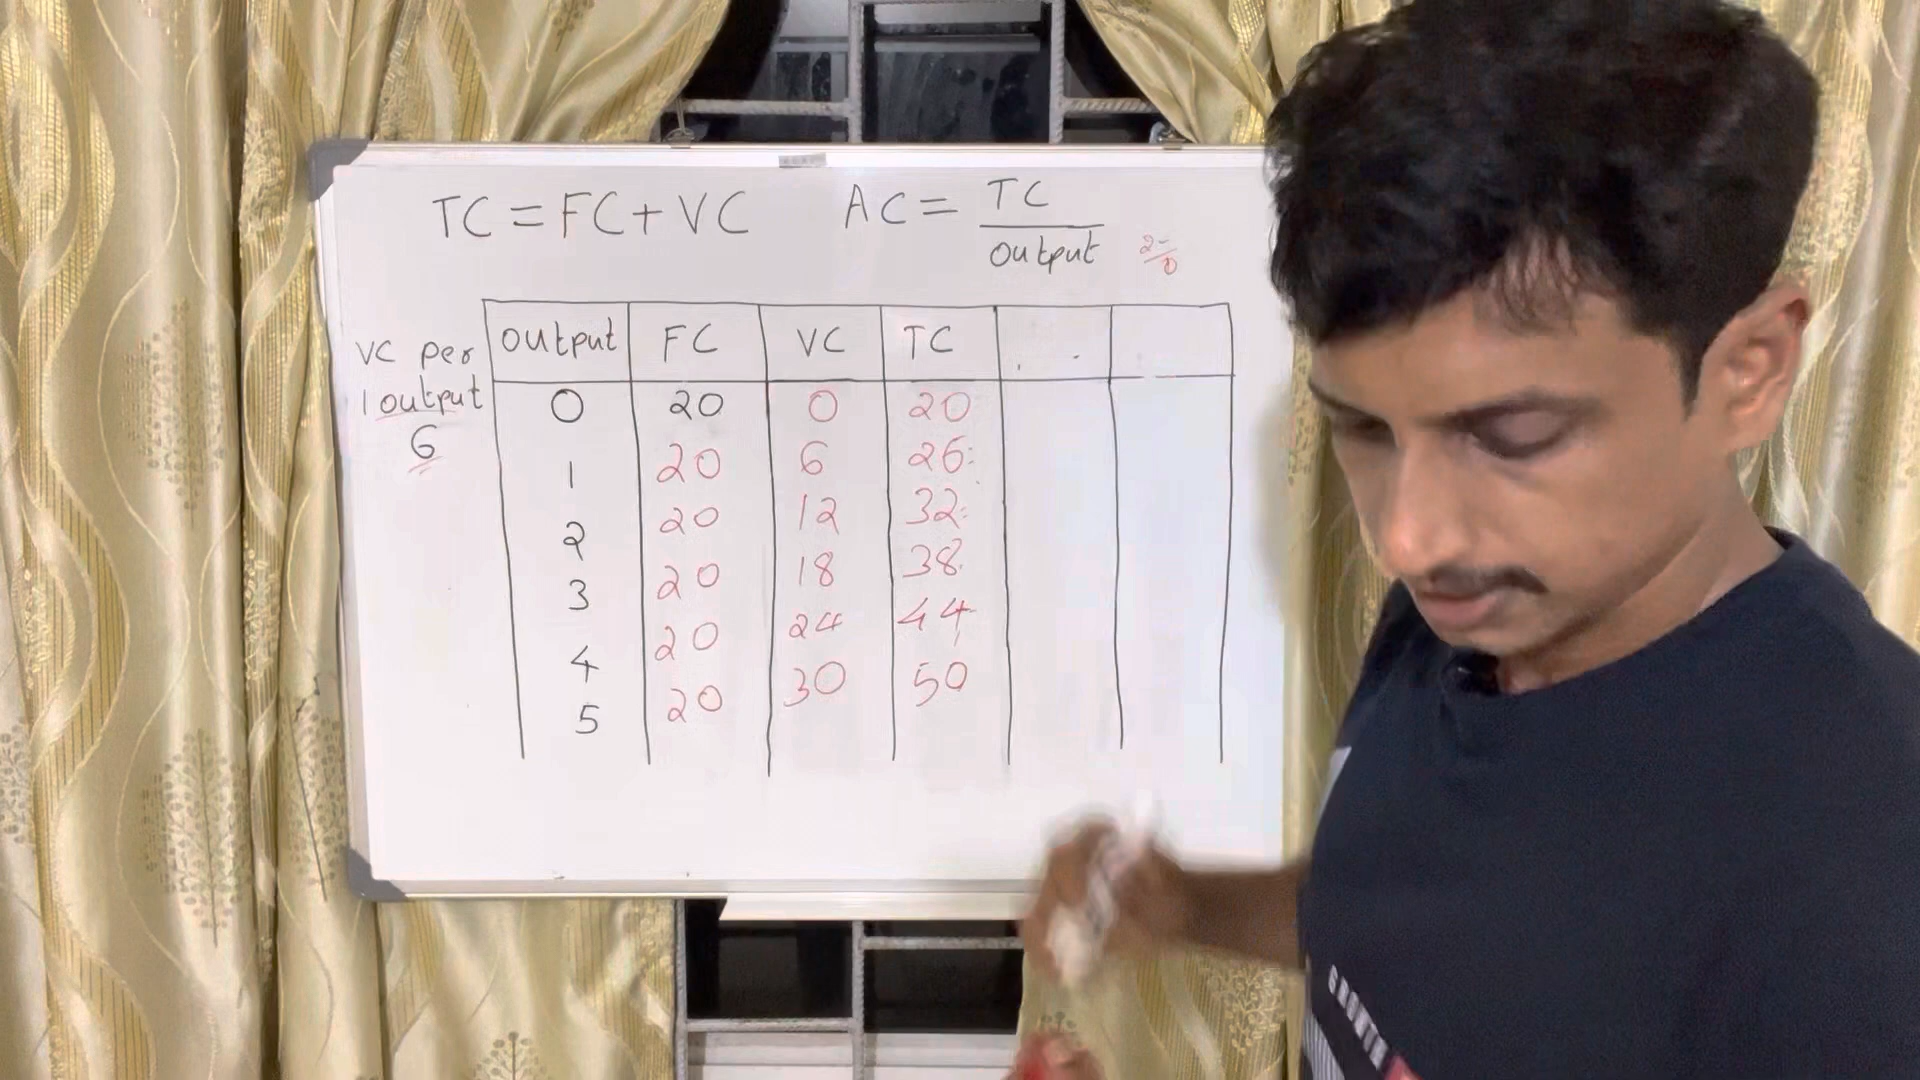 TC = FC + VC AC = TC / output
VC per 1 output 6
output FC VC TC
0 20 0 20
1 20 6 26
2 20 12 32
3 20 18 38
4 20 24 44
5 20 30 50